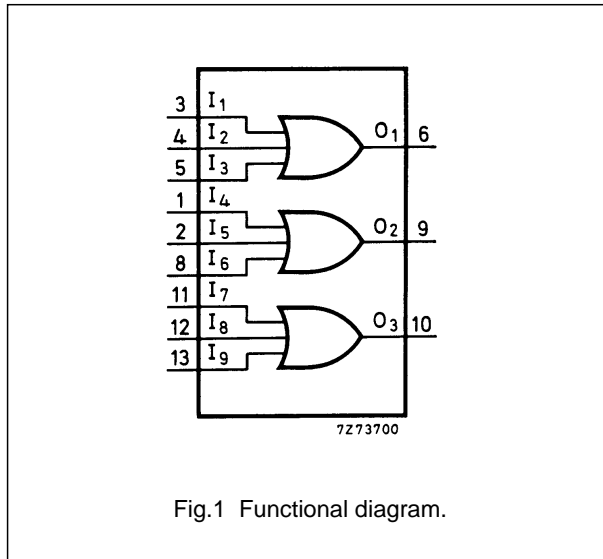 3 I1
4 I2 O1 6
5 I3
1 I4
2 I5 O2 9
8 I6
11 I7
12 I8 O3 10
13 I9
7Z73700
Fig.1 Functional diagram.